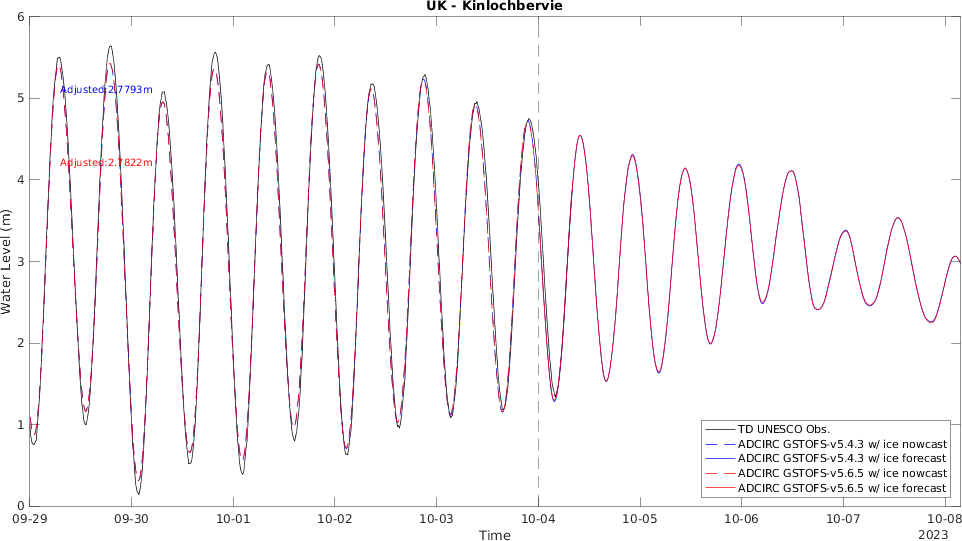 UK - Kinlochbervie
6
5
4
3
2
1
0
Water Level (m)
Adjusted:2.7793m
Adjusted:2.7822m
TD UNESCO Obs.
ADCIRC GSTOFS-v5.4.3 w/ ice nowcast
ADCIRC GSTOFS-v5.4.3 w/ ice forecast
ADCIRC GSTOFS-v5.6.5 w/ ice nowcast
ADCIRC GSTOFS-v5.6.5 w/ ice forecast
09-29 09-30 10-01 10-02 10-03 10-04 10-05 10-06 10-07 10-08
Time
2023